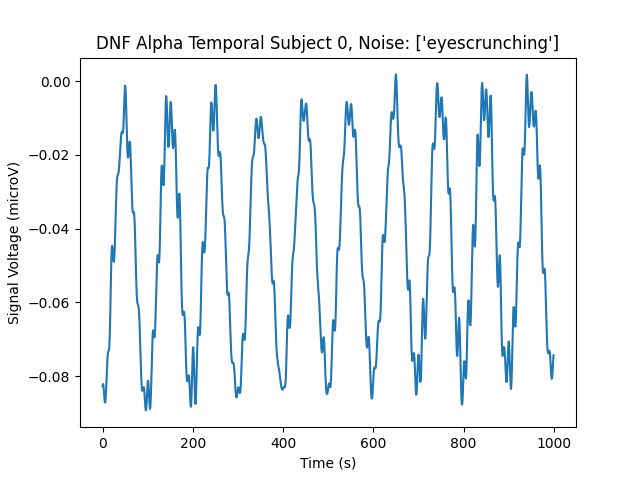 DNF Alpha Temporal Subject 0, Noise: ['eyescrunching']
0.00
−0.02
−0.04
−0.06
−0.08
Signal Voltage (microV)
0 200 400 600 800 1000
Time (s)